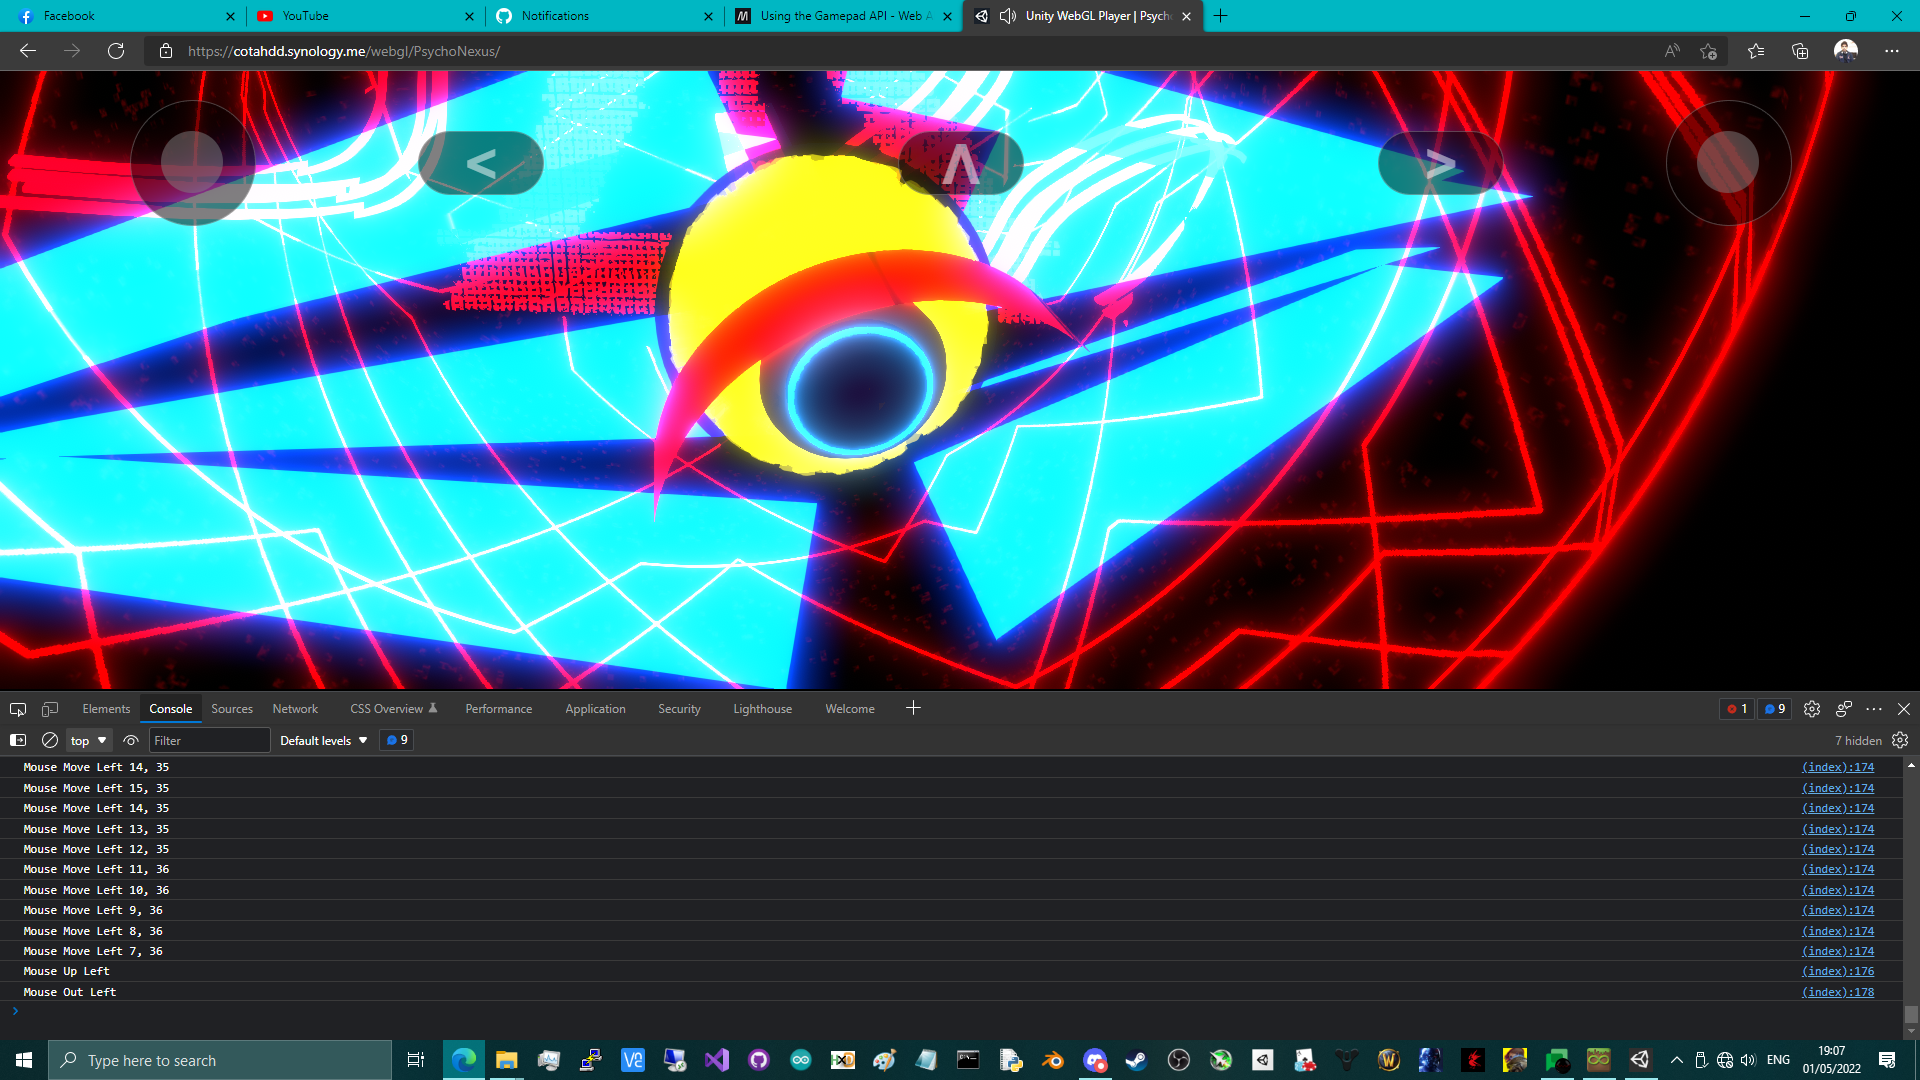 Facebook
YouTube
Notifications
Using the Gamepad API - Web A
Unity WebGL Player | Psycho
https://cotahdd.synology.me/webgl/PsychoNexus/
< Λ >
Elements
Console
Sources
Network
CSS Overview
Performance
Application
Security
Lighthouse
Welcome
1
9
top
Filter
Default levels
9
7 hidden
Mouse Move Left 14, 35 (index):174
Mouse Move Left 15, 35 (index):174
Mouse Move Left 14, 35 (index):174
Mouse Move Left 13, 35 (index):174
Mouse Move Left 12, 35 (index):174
Mouse Move Left 11, 36 (index):174
Mouse Move Left 10, 36 (index):174
Mouse Move Left 9, 36 (index):174
Mouse Move Left 8, 36 (index):174
Mouse Move Left 7, 36 (index):174
Mouse Up Left (index):176
Mouse Out Left (index):178
Type here to search
ENG
19:07
01/05/2022